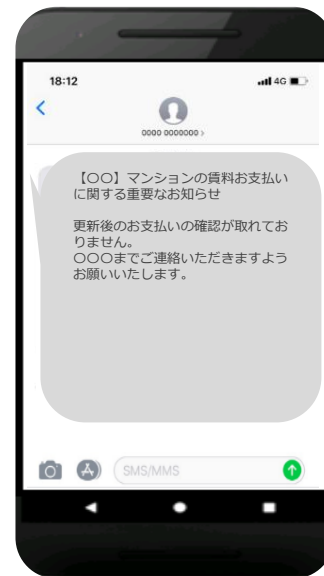 18:12
4G
0000 0000000 >
【〇〇】マンションの賃料お支払い
に関する重要なお知らせ
更新後のお支払いの確認が取れてお
りません。
〇〇〇までご連絡いただきますよう
お願いいたします。
SMS/MMS